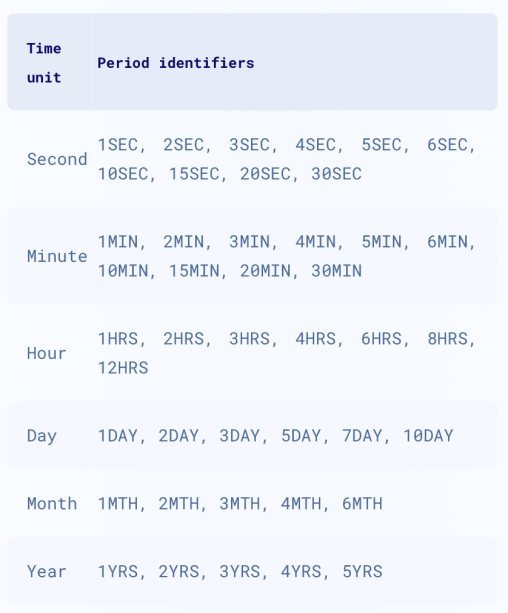 Time
unit
Period identifiers
Second
1SEC, 2SEC, 3SEC, 4SEC, 5SEC, 6SEC,
10SEC, 15SEC, 20SEC, 30SEC
Minute
1MIN, 2MIN, 3MIN, 4MIN, 5MIN, 6MIN,
10MIN, 15MIN, 20MIN, 30MIN
Hour
1HRS, 2HRS, 3HRS, 4HRS, 6HRS, 8HRS,
12HRS
Day
1DAY, 2DAY, 3DAY, 5DAY, 7DAY, 10DAY
Month
1MTH, 2MTH, 3MTH, 4MTH, 6MTH
Year
1YRS, 2YRS, 3YRS, 4YRS, 5YRS